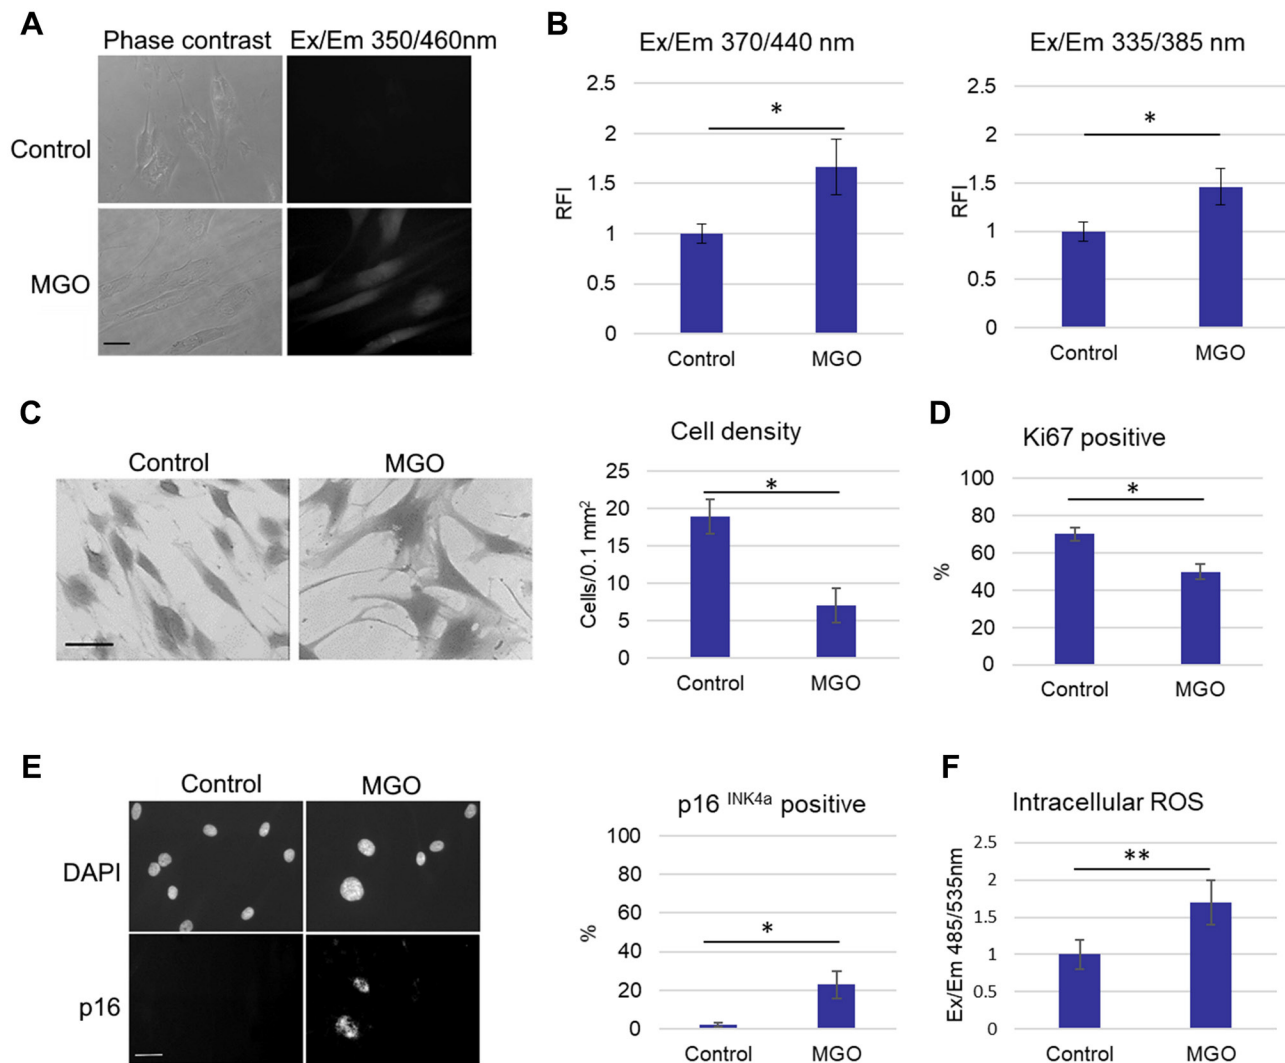 A
Phase contrast Ex/Em 350/460nm
Control
MGO
B
Ex/Em 370/440 nm
RFI
2.5
2
1.5
1
0.5
0
*
Control MGO
Ex/Em 335/385 nm
RFI
2.5
2
1.5
1
0.5
0
*
Control MGO
C
Control MGO
Cell density
Cells/0.1 mm²
25
20
15
10
5
0
*
Control MGO
D
Ki67 positive
%
100
80
60
40
20
0
*
Control MGO
E
Control MGO
DAPI
p16
p16 INK4a positive
%
100
80
60
40
20
0
*
Control MGO
F
Intracellular ROS
Ex/Em 485/535nm
2.5
2
1.5
1
0.5
0
**
Control MGO